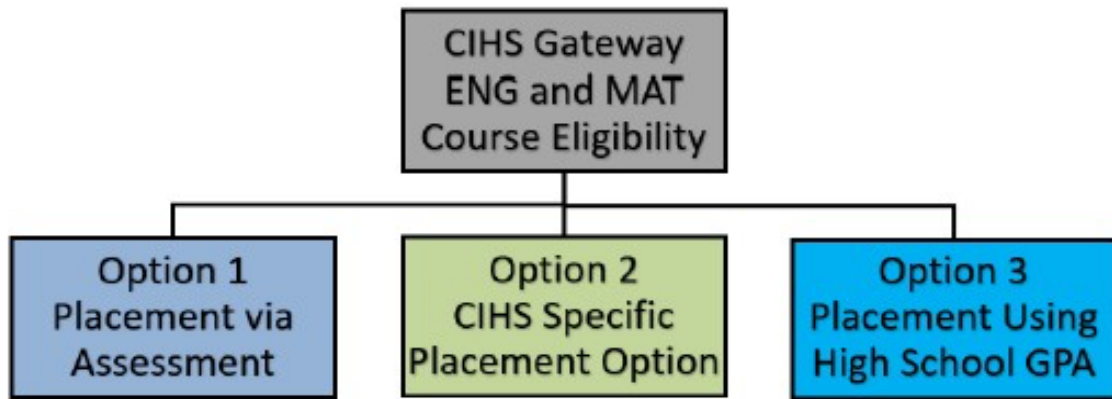 CIHS Gateway
ENG and MAT
Course Eligibility
Option 1
Placement via
Assessment
Option 2
CIHS Specific
Placement Option
Option 3
Placement Using
High School GPA